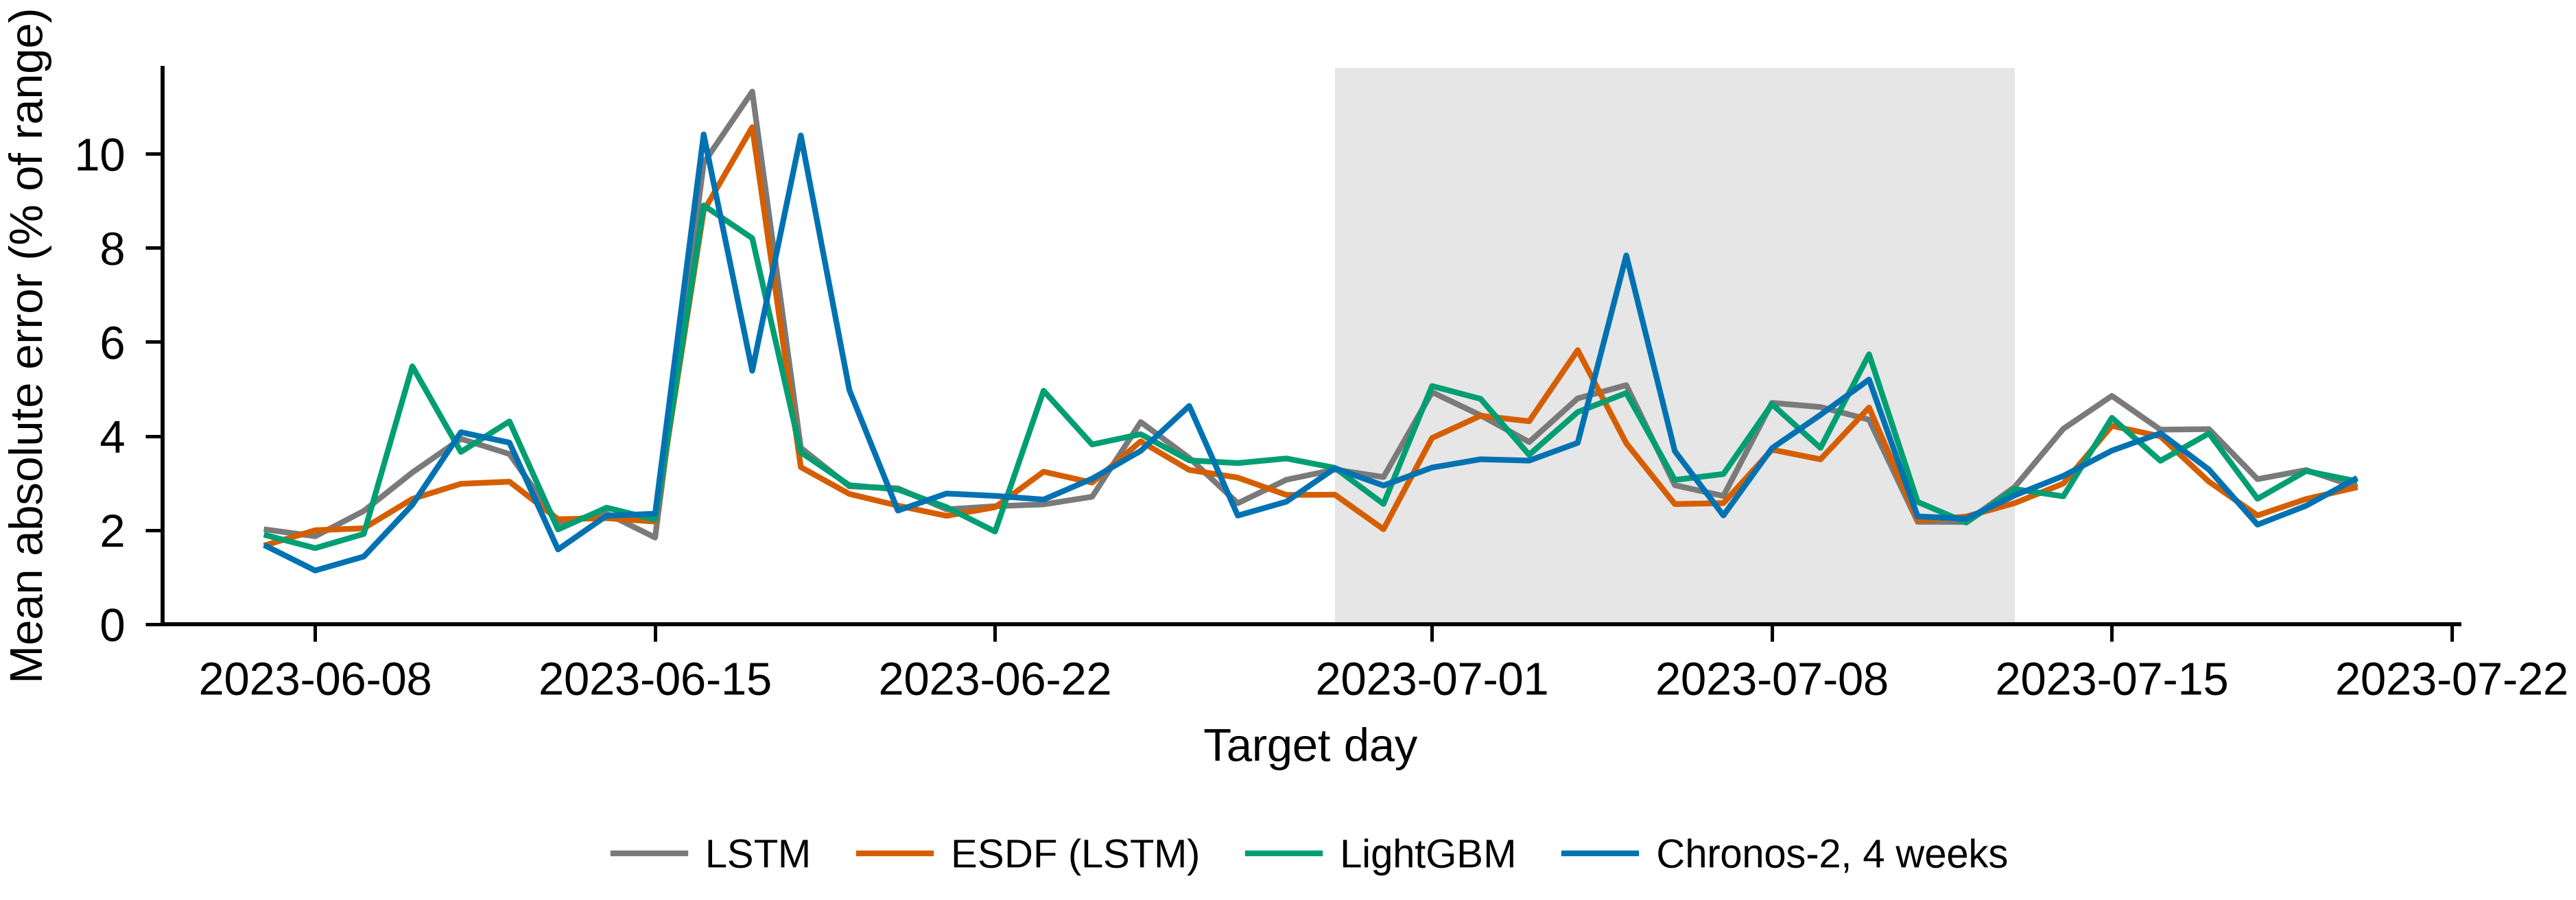 Mean absolute error (% of range)
10
8
6
4
2
0
2023-06-08 2023-06-15 2023-06-22 2023-07-01 2023-07-08 2023-07-15 2023-07-22
Target day
LSTM ESDF (LSTM) LightGBM Chronos-2, 4 weeks